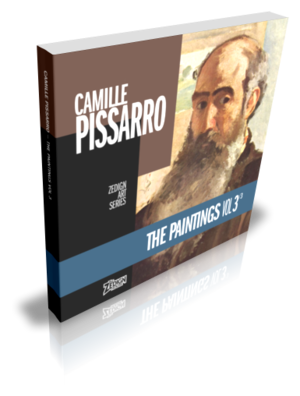 CAMILLE
PISSARRO
ZEDIGN
ART
SERIES
THE PAINTINGS VOL 3
CAMILLE PISSARRO - THE PAINTINGS VOL 3
ZEDIGN